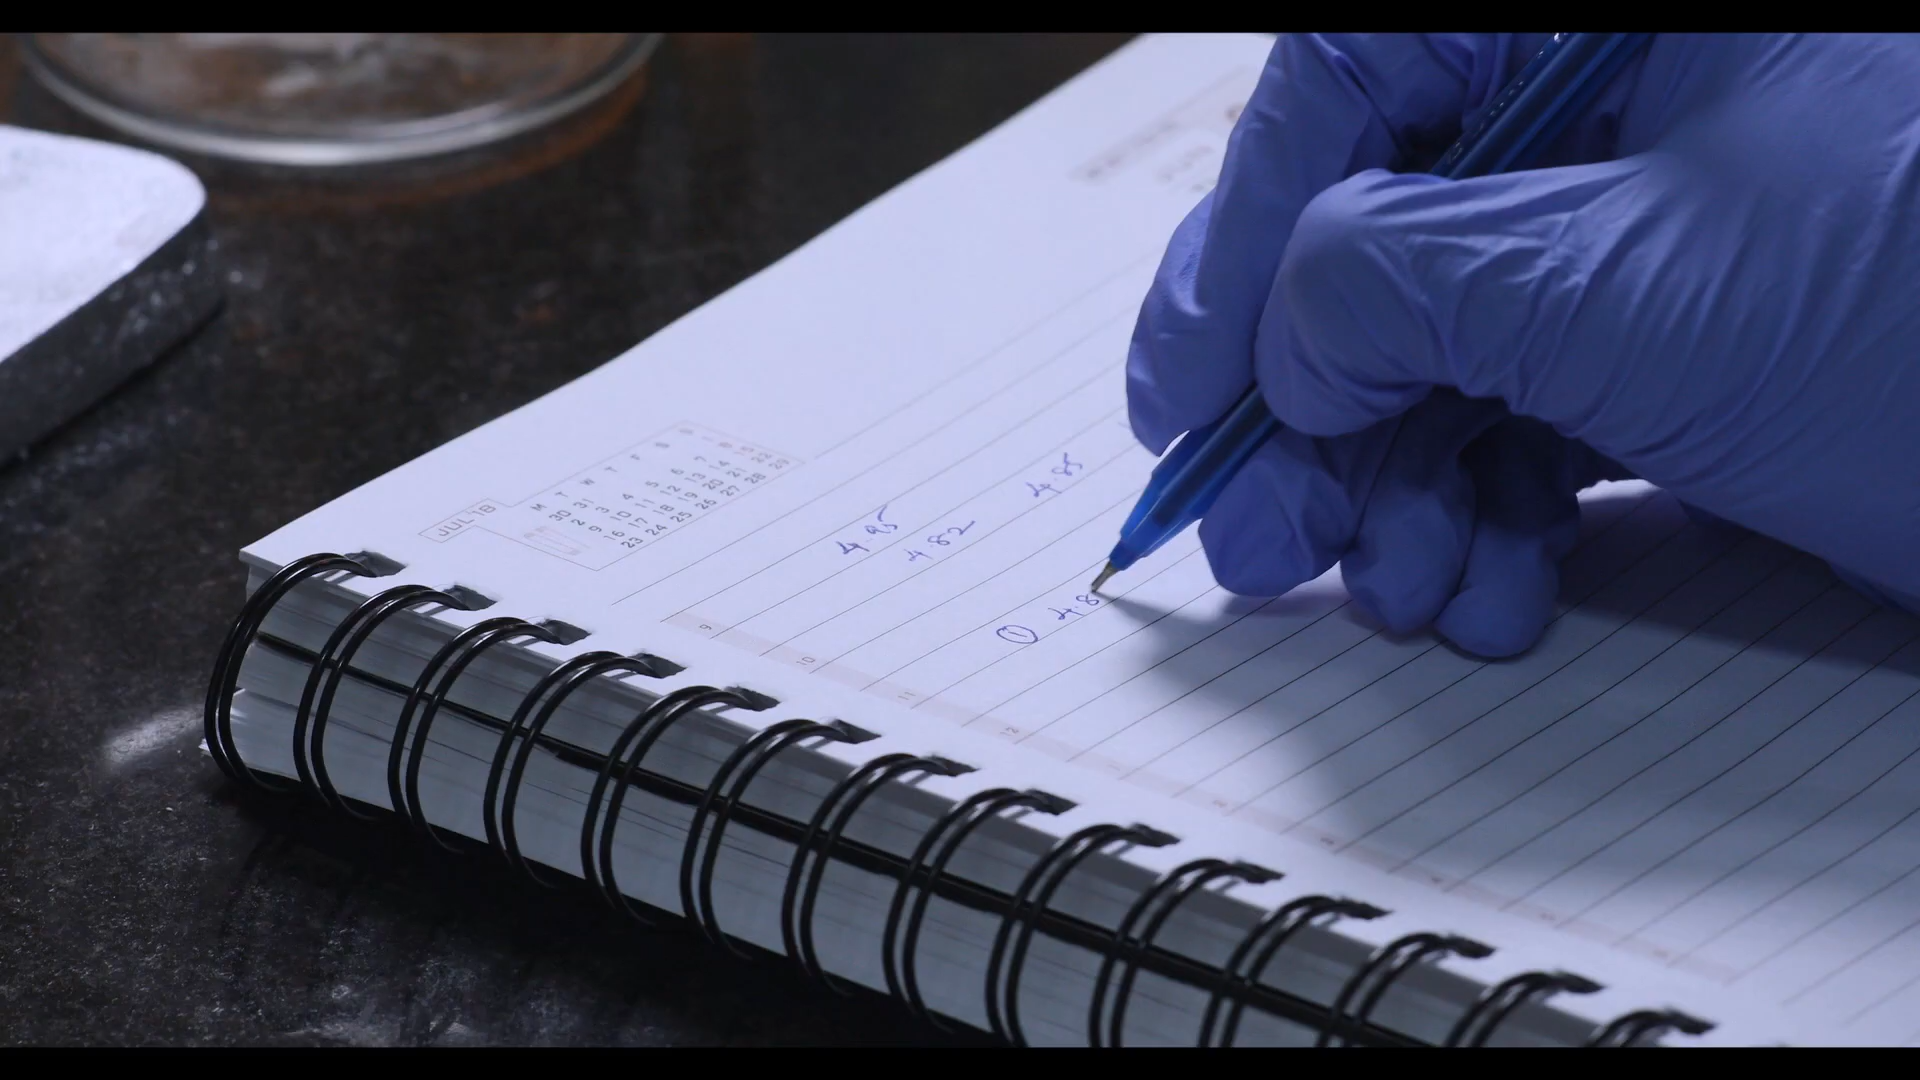 JUL '18
M T W T F S S
30 31 1
2 3 4 5 6 7 8
9 10 11 12 13 14 15
16 17 18 19 20 21 22
23 24 25 26 27 28 29
4.95
4.82
4.85
① 4.8
9
10
11
12